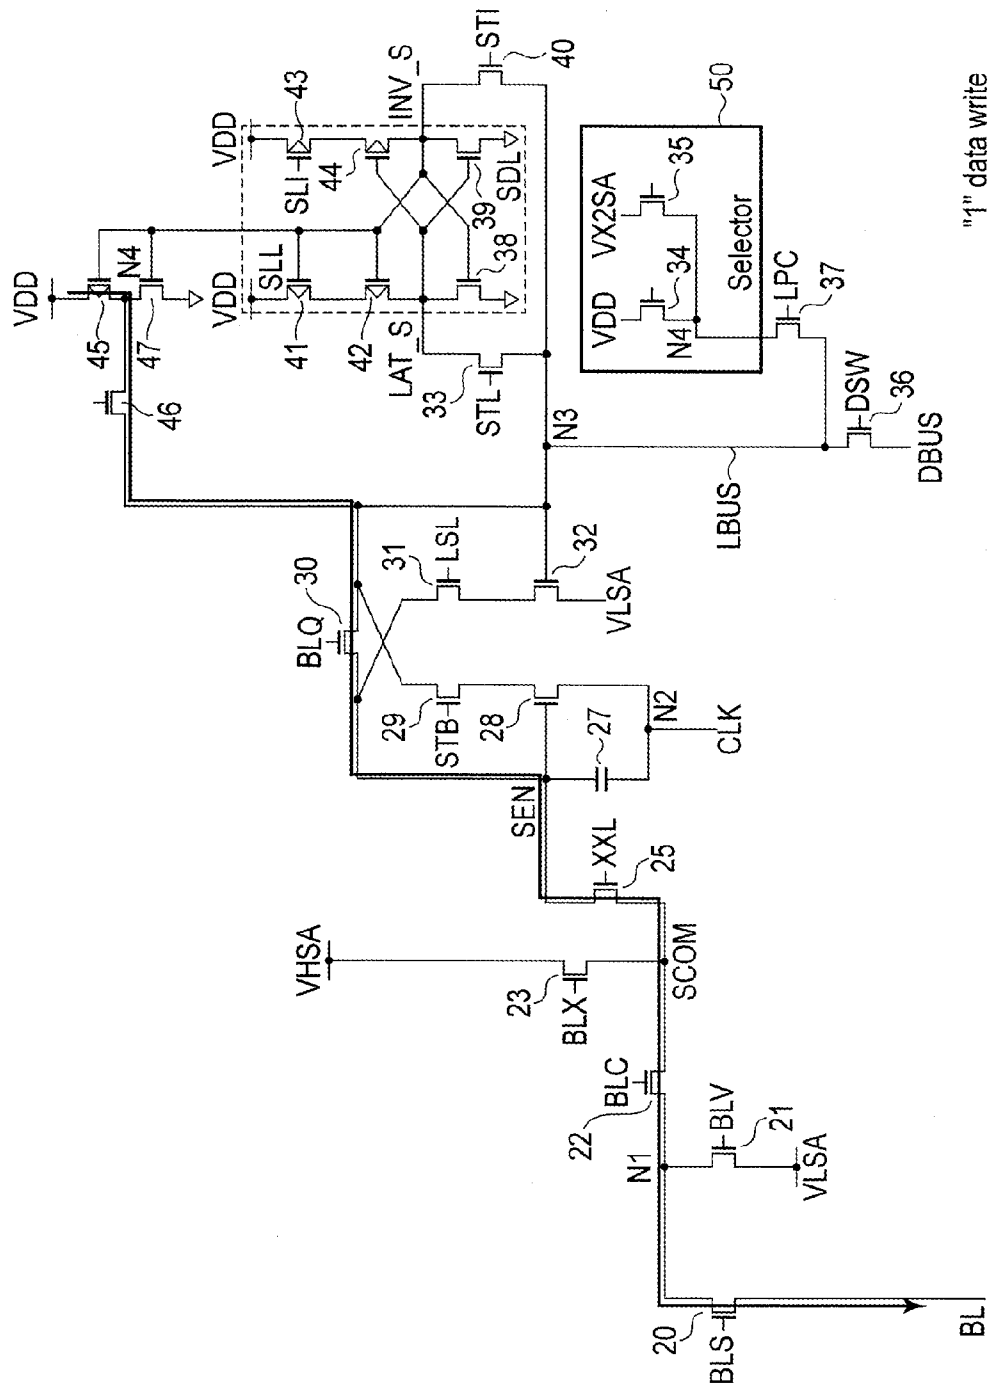 VDD
45
N4
47
46
VDD
VDD
SLL
SLI
43
41
44
42
LAT_S
INV_S
39
38
SDL
33
STL
STI
40
N3
30
BLQ
31
LSL
29
STB
28
32
VLSA
27
N2
CLK
SEN
LBUS
50
VX2SA
35
VDD
34
N4
Selector
LPC
37
DSW
36
DBUS
XXL
25
VHSA
23
BLX
SCOM
BLC
22
N1
BLV
21
VLSA
20
BLS
BL
"1" data write